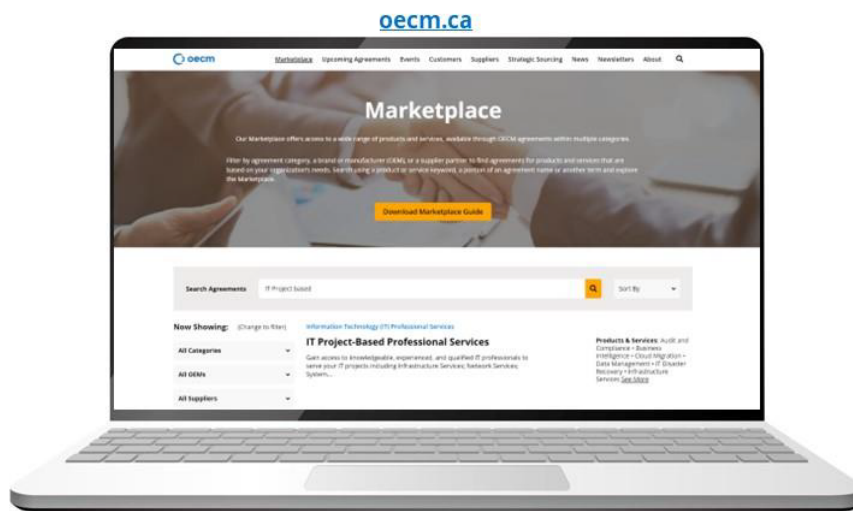 oecm.ca
oecm
Marketplace Upcoming Agreements Events Customers Suppliers Strategic Sourcing News Newsletters About
Marketplace
Our Marketplace offers access to a wide range of products and services, available through OECM agreements within multiple categories.
Filter by agreement category, a brand or manufacturer (OEM), or a supplier partner to find agreements for products and services that are
based on your organization's needs. Search using a product or service keyword, a portion of an agreement name or another term and explore
the Marketplace.
Download Marketplace Guide
Search Agreements IT Project based Sort By
Now Showing: (Change to filter)
All Categories
All OEMs
All Suppliers
Information Technology (IT) Professional Services
IT Project-Based Professional Services
Gain access to knowledgeable, experienced, and qualified IT professionals to
serve your IT projects including Infrastructure Services; Network Services;
System...
Products & Services: Audit and
Compliance • Business
Intelligence • Cloud Migration •
Data Management • IT Disaster
Recovery • Infrastructure
Services See More